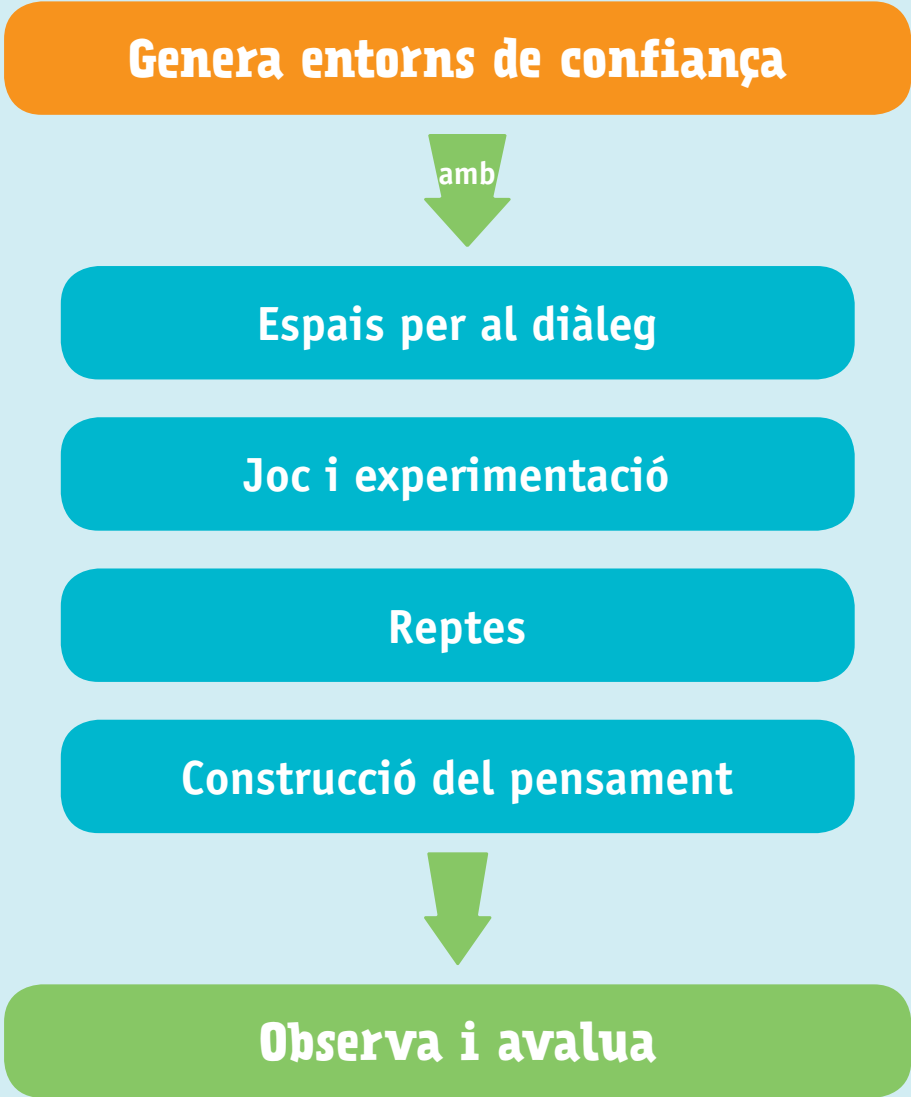 Genera entorns de confiança
amb
Espais per al diàleg
Joc i experimentació
Reptes
Construcció del pensament
Observa i avalua